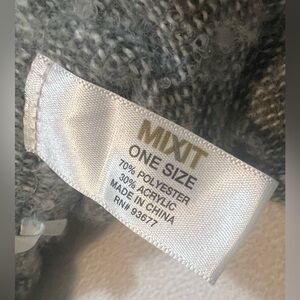 MIXIT
ONE SIZE
70% POLYESTER
30% ACRYLIC
MADE IN CHINA
RN# 93677